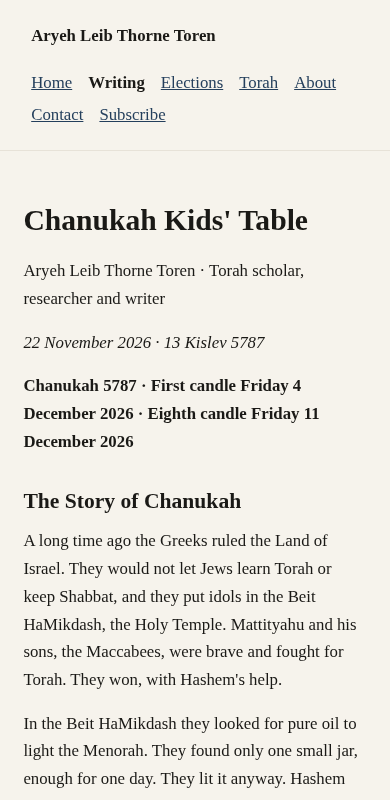 Aryeh Leib Thorne Toren
Home Writing Elections Torah About
Contact Subscribe
Chanukah Kids' Table
Aryeh Leib Thorne Toren · Torah scholar,
researcher and writer
22 November 2026 · 13 Kislev 5787
Chanukah 5787 · First candle Friday 4
December 2026 · Eighth candle Friday 11
December 2026
The Story of Chanukah
A long time ago the Greeks ruled the Land of
Israel. They would not let Jews learn Torah or
keep Shabbat, and they put idols in the Beit
HaMikdash, the Holy Temple. Mattityahu and his
sons, the Maccabees, were brave and fought for
Torah. They won, with Hashem's help.
In the Beit HaMikdash they looked for pure oil to
light the Menorah. They found only one small jar,
enough for one day. They lit it anyway. Hashem